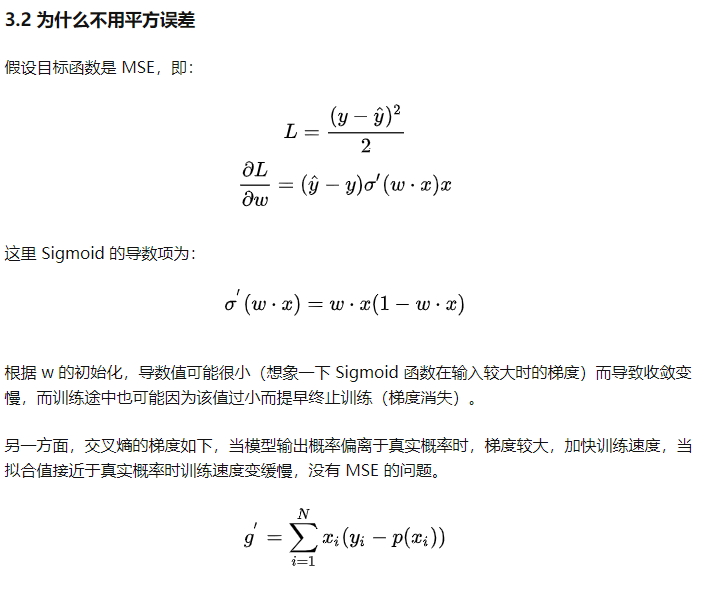 3.2 为什么不用平方误差
假设目标函数是 MSE，即：
L = \frac{(y - \hat{y})^2}{2}
\frac{\partial L}{\partial w} = (\hat{y} - y)\sigma'(w \cdot x)x
这里 Sigmoid 的导数项为：
\sigma'(w \cdot x) = w \cdot x(1 - w \cdot x)
根据 w 的初始化，导数值可能很小（想象一下 Sigmoid 函数在输入较大时的梯度）而导致收敛变
慢，而训练途中也可能因为该值过小而提早终止训练（梯度消失）。
另一方面，交叉熵的梯度如下，当模型输出概率偏离于真实概率时，梯度较大，加快训练速度，当
拟合值接近于真实概率时训练速度变缓慢，没有 MSE 的问题。
g' = \sum_{i=1}^{N} x_i(y_i - p(x_i))